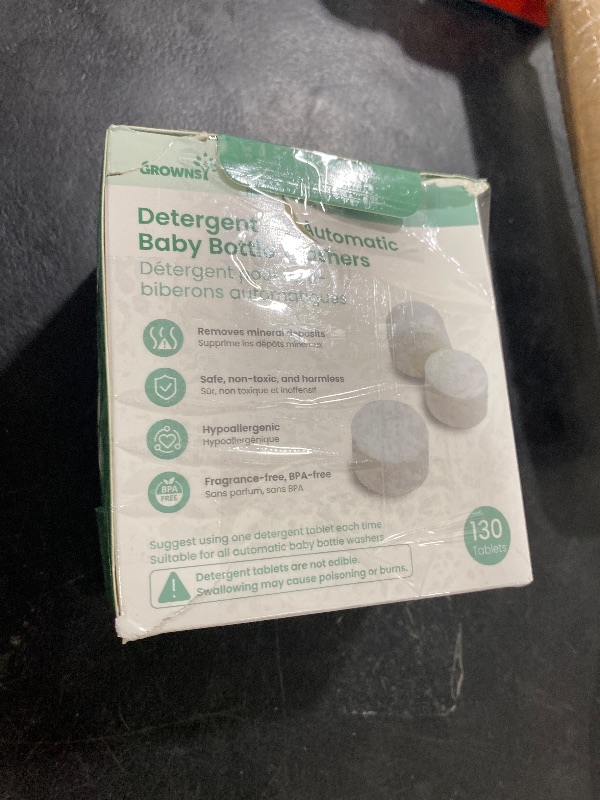 GROWNSY
Detergent Automatic
Baby Bottle Washers
Détergent
biberons automatiques
Removes mineral deposits
Supprime les dépôts minéraux
Safe, non-toxic, and harmless
Sûr, non toxique et inoffensif
Hypoallergenic
Hypoallergénique
BPA
FREE
Fragrance-free, BPA-free
Sans parfum, sans BPA
Suggest using one detergent tablet each time
Suitable for all automatic baby bottle washers
Detergent tablets are not edible.
Swallowing may cause poisoning or burns.
130
Tablets